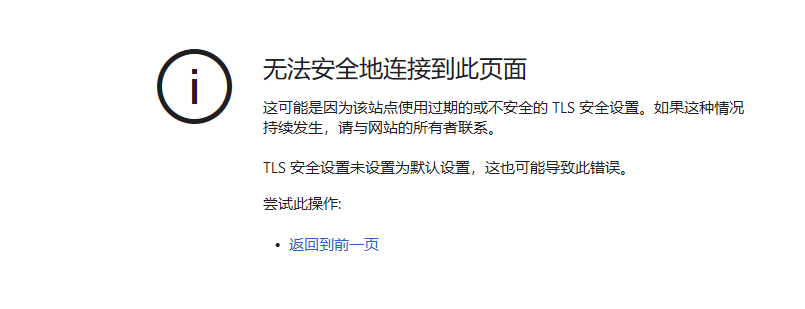 无法安全地连接到此页面
这可能是因为该站点使用过期的或不安全的 TLS 安全设置。如果这种情况
持续发生，请与网站的所有者联系。
TLS 安全设置未设置为默认设置，这也可能导致此错误。
尝试此操作:
• 返回到前一页